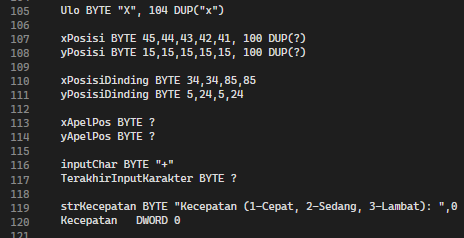 105 Ulo BYTE "X", 104 DUP("x")
106
107 xPosisi BYTE 45,44,43,42,41, 100 DUP(?)
108 yPosisi BYTE 15,15,15,15,15, 100 DUP(?)
109
110 xPosisiDinding BYTE 34,34,85,85
111 yPosisiDinding BYTE 5,24,5,24
112
113 xApelPos BYTE ?
114 yApelPos BYTE ?
115
116 inputChar BYTE "+"
117 TerakhirInputKarakter BYTE ?
118
119 strKecepatan BYTE "Kecepatan (1-Cepat, 2-Sedang, 3-Lambat): ",0
120 Kecepatan   DWORD 0